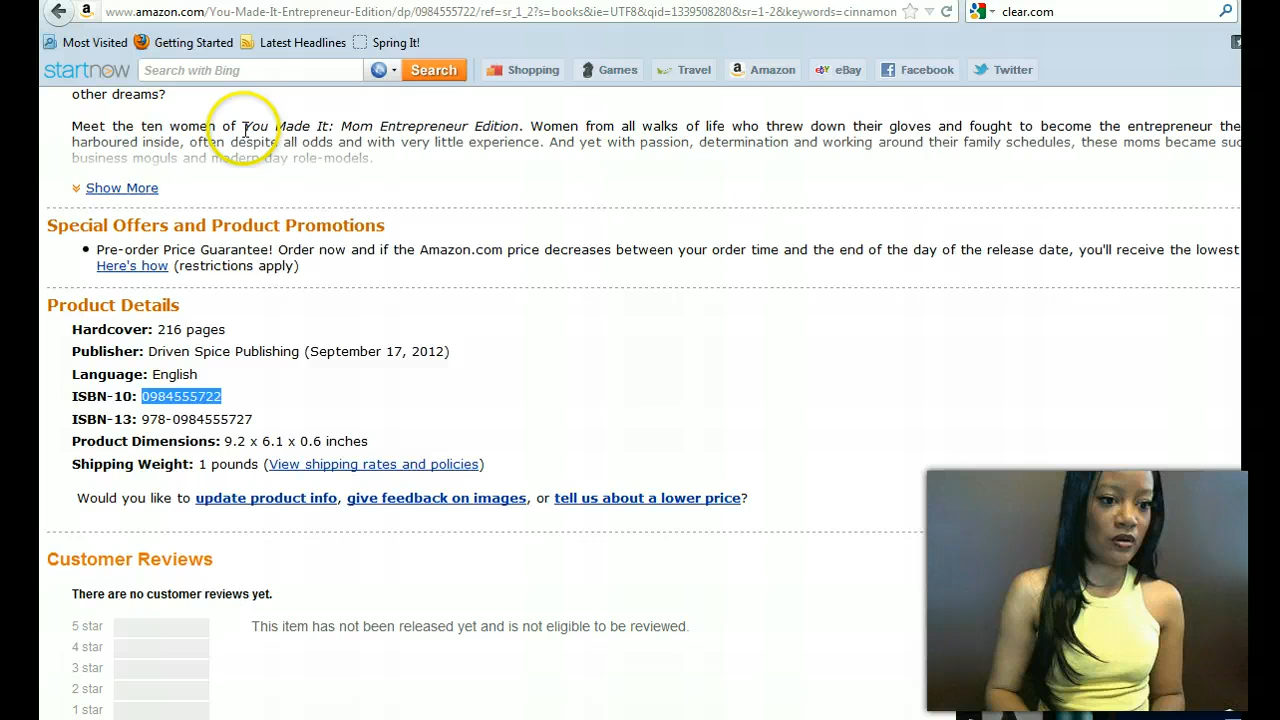 www.amazon.com/You-Made-It-Entrepreneur-Edition/dp/0984555722/ref=sr_1_2?s=books&ie=UTF8&qid=1339508280&sr=1-2&keywords=cinnamon
clear.com
Most Visited Getting Started Latest Headlines Spring It!
startnow Search with Bing Search Shopping Games Travel Amazon eBay Facebook Twitter
other dreams?
Meet the ten women of You Made It: Mom Entrepreneur Edition. Women from all walks of life who threw down their gloves and fought to become the entrepreneur the
harboured inside, often despite all odds and with very little experience. And yet with passion, determination and working around their family schedules, these moms became suc
business moguls and modern day role-models.
Show More
Special Offers and Product Promotions
Pre-order Price Guarantee! Order now and if the Amazon.com price decreases between your order time and the end of the day of the release date, you'll receive the lowest
Here's how (restrictions apply)
Product Details
Hardcover: 216 pages
Publisher: Driven Spice Publishing (September 17, 2012)
Language: English
ISBN-10: 0984555722
ISBN-13: 978-0984555727
Product Dimensions: 9.2 x 6.1 x 0.6 inches
Shipping Weight: 1 pounds (View shipping rates and policies)
Would you like to update product info, give feedback on images, or tell us about a lower price?
Customer Reviews
There are no customer reviews yet.
5 star
This item has not been released yet and is not eligible to be reviewed.
4 star
3 star
2 star
1 star